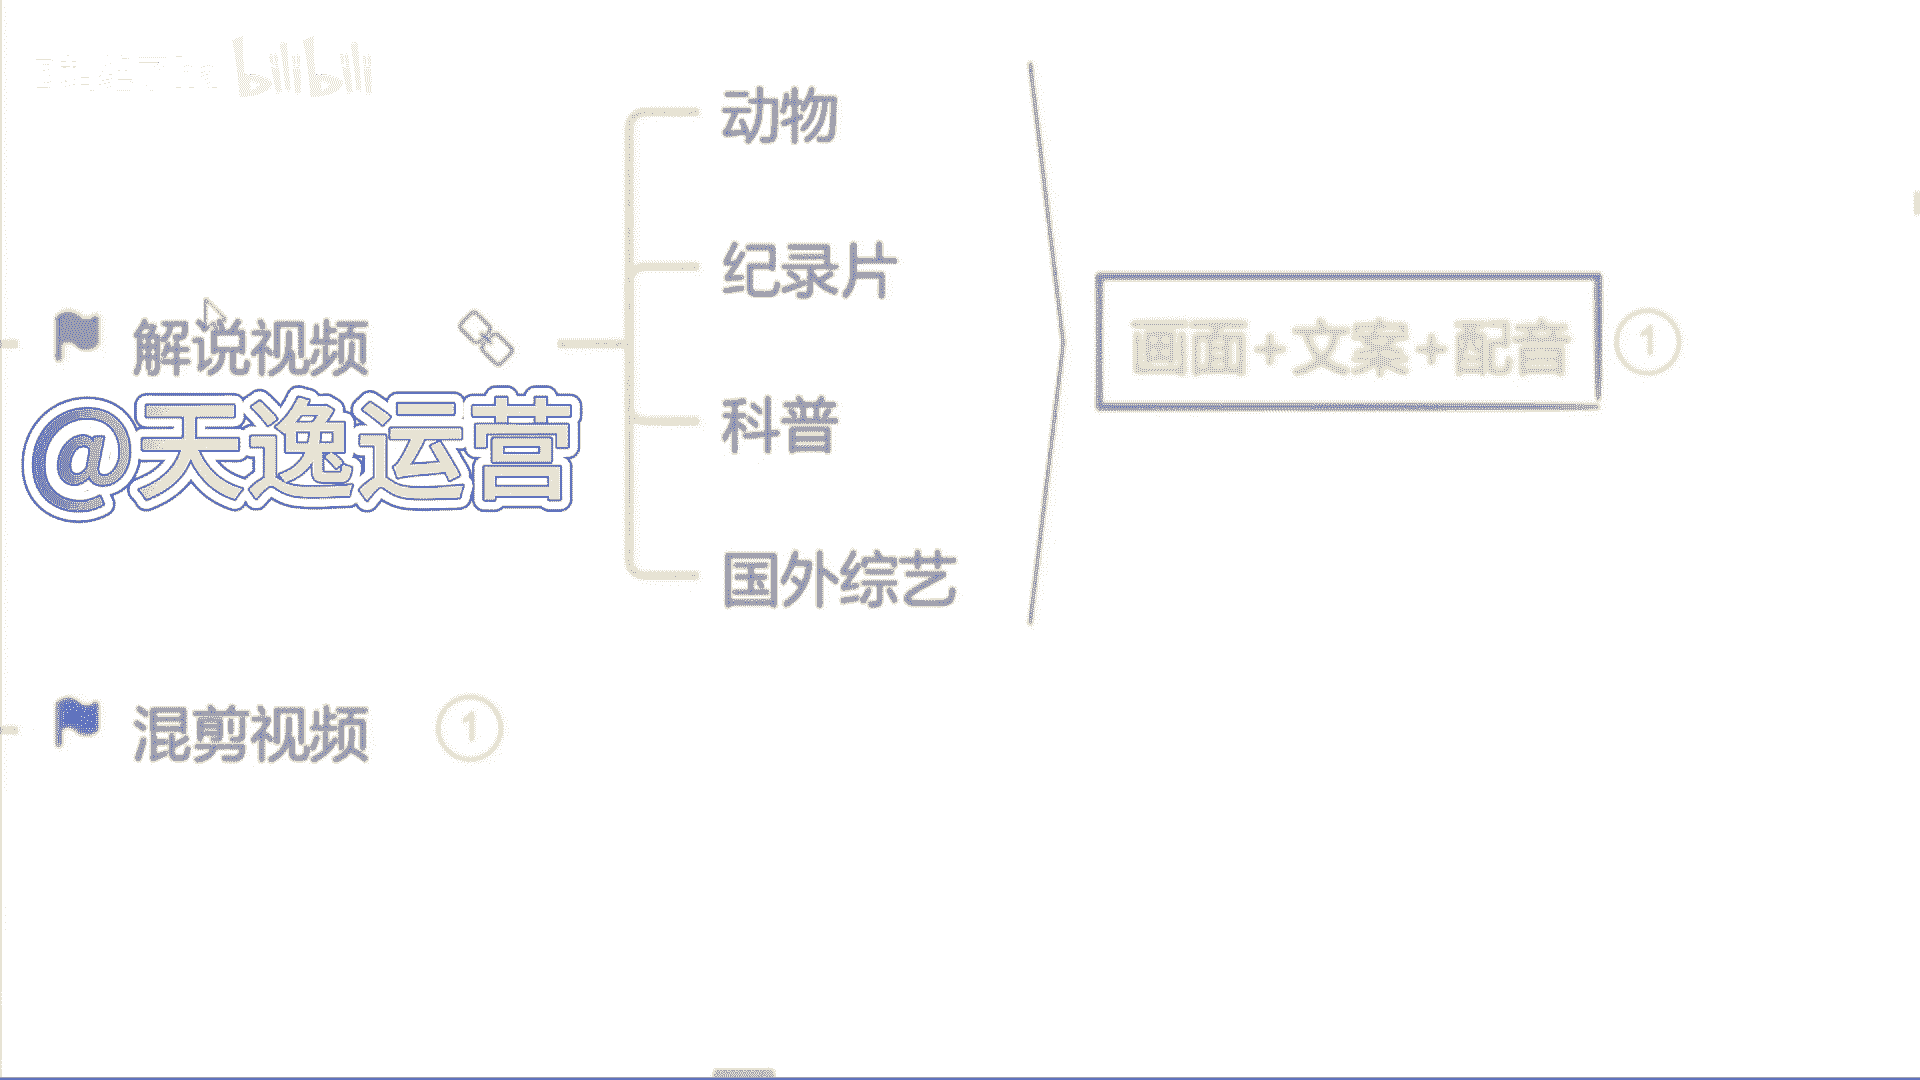 bilibili
动物
纪录片
解说视频
画面+文案+配音
1
@天逸运营
科普
国外综艺
混剪视频
1